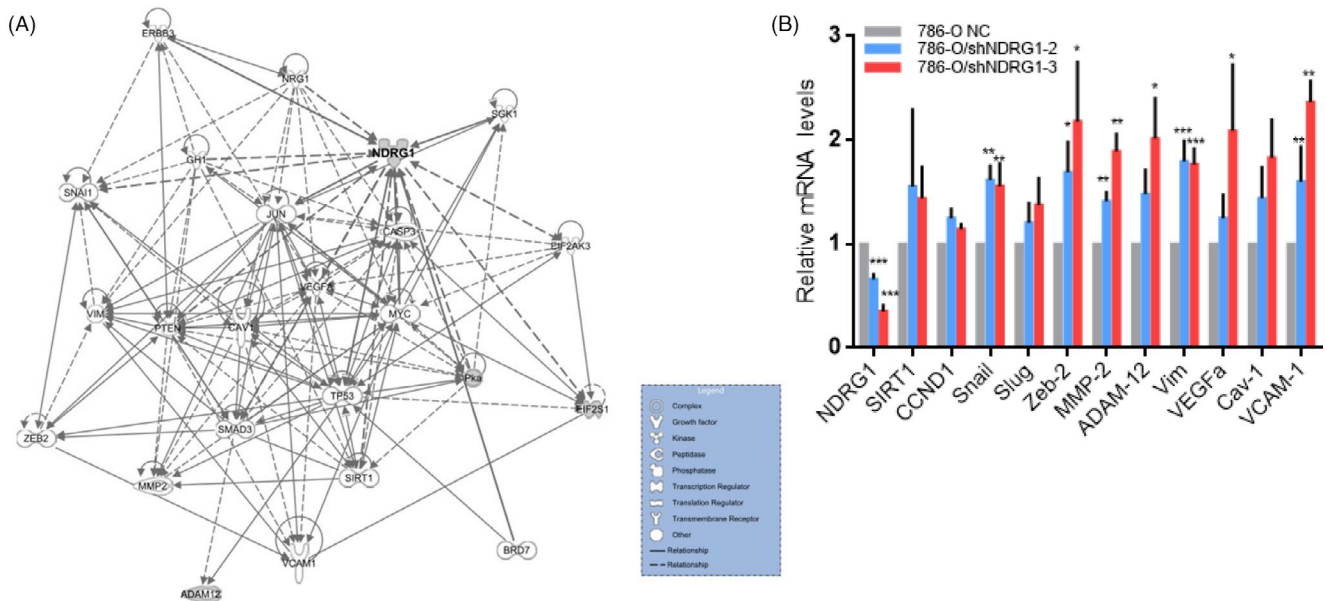 (A)
ERBB3
NRG1
SGK1
NDRG1
GH1
SNAI1
JUN
CASP3
EIF2AK3
VEGFA
VIM
PTEN
CAV1
MYC
Pka
TP53
EIF2S1
ZEB2
SMAD3
MMP2
SIRT1
BRD7
VCAM1
ADAM12
Legend
Complex
Growth factor
Kinase
Peptidase
Phosphatase
Transcription Regulator
Translation Regulator
Transmembrane Receptor
Other
Relationship
Relationship
(B)
786-O NC
786-O/shNDRG1-2
786-O/shNDRG1-3
Relative mRNA levels
3
2
1
0
*** *** ** ** * * ** ** * *** *** * ** **
NDRG1 SIRT1 CCND1 Snail Slug Zeb-2 MMP-2 ADAM-12 Vim VEGFa Cav-1 VCAM-1